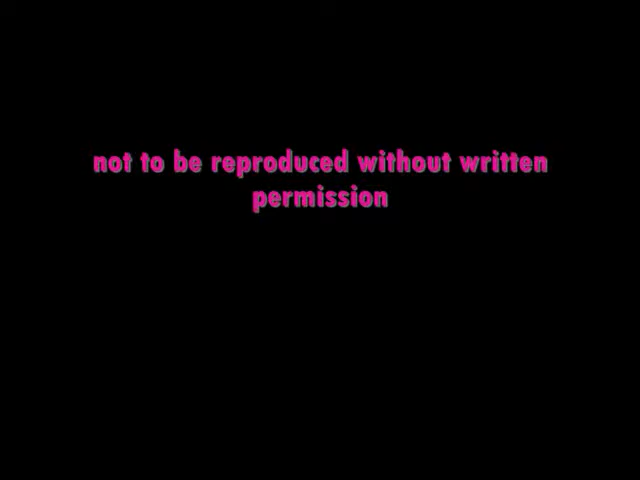 not to be reproduced without written
permission